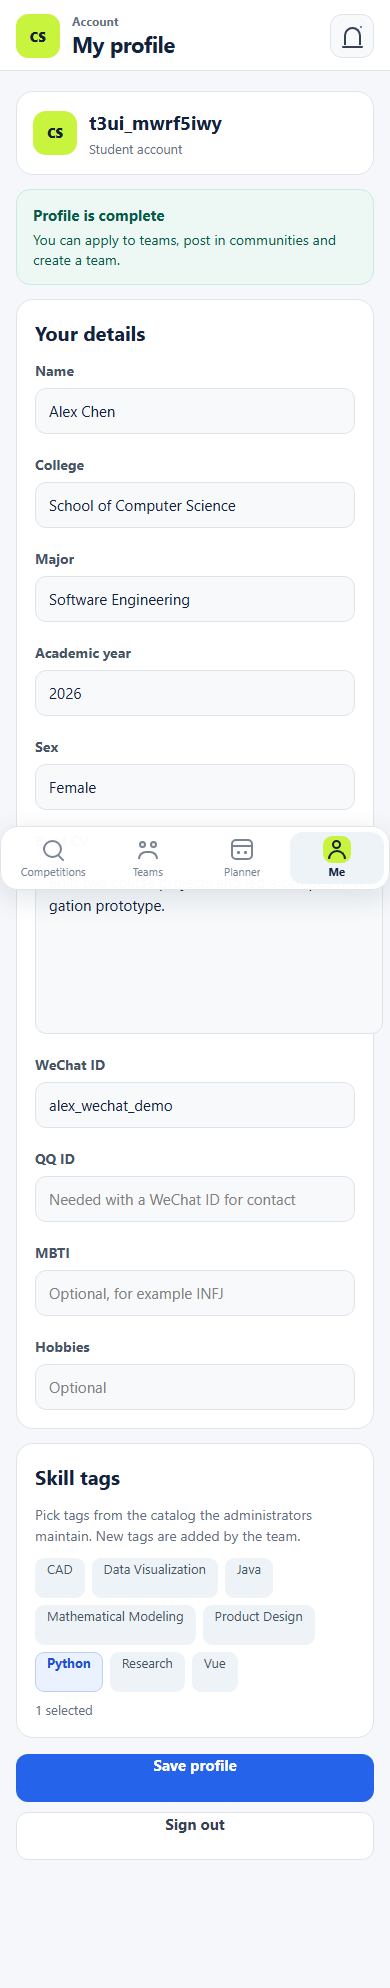 CS
Account
My profile
CS
t3ui_mwrf5iwy
Student account
Profile is complete
You can apply to teams, post in communities and
create a team.
Your details
Name
Alex Chen
College
School of Computer Science
Major
Software Engineering
Academic year
2026
Sex
Female
Competitions
Teams
Planner
Me
gation prototype.
WeChat ID
alex_wechat_demo
QQ ID
Needed with a WeChat ID for contact
MBTI
Optional, for example INFJ
Hobbies
Optional
Skill tags
Pick tags from the catalog the administrators
maintain. New tags are added by the team.
CAD
Data Visualization
Java
Mathematical Modeling
Product Design
Python
Research
Vue
1 selected
Save profile
Sign out